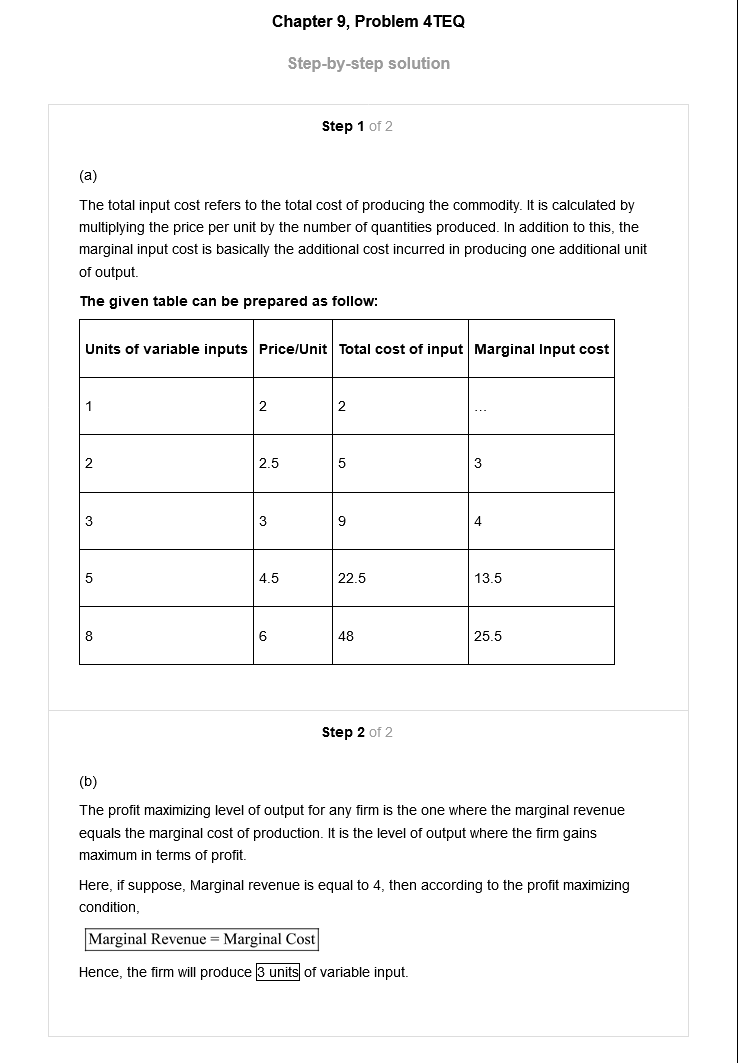 Chapter 9, Problem 4TEQ
Step-by-step solution
Step 1 of 2
(a)
The total input cost refers to the total cost of producing the commodity. It is calculated by
multiplying the price per unit by the number of quantities produced. In addition to this, the
marginal input cost is basically the additional cost incurred in producing one additional unit
of output.
The given table can be prepared as follow:
Units of variable inputs Price/Unit Total cost of input Marginal Input cost
1 2 2 ...
2 2.5 5 3
3 3 9 4
5 4.5 22.5 13.5
8 6 48 25.5
Step 2 of 2
(b)
The profit maximizing level of output for any firm is the one where the marginal revenue
equals the marginal cost of production. It is the level of output where the firm gains
maximum in terms of profit.
Here, if suppose, Marginal revenue is equal to 4, then according to the profit maximizing
condition,
Marginal Revenue = Marginal Cost
Hence, the firm will produce 3 units of variable input.